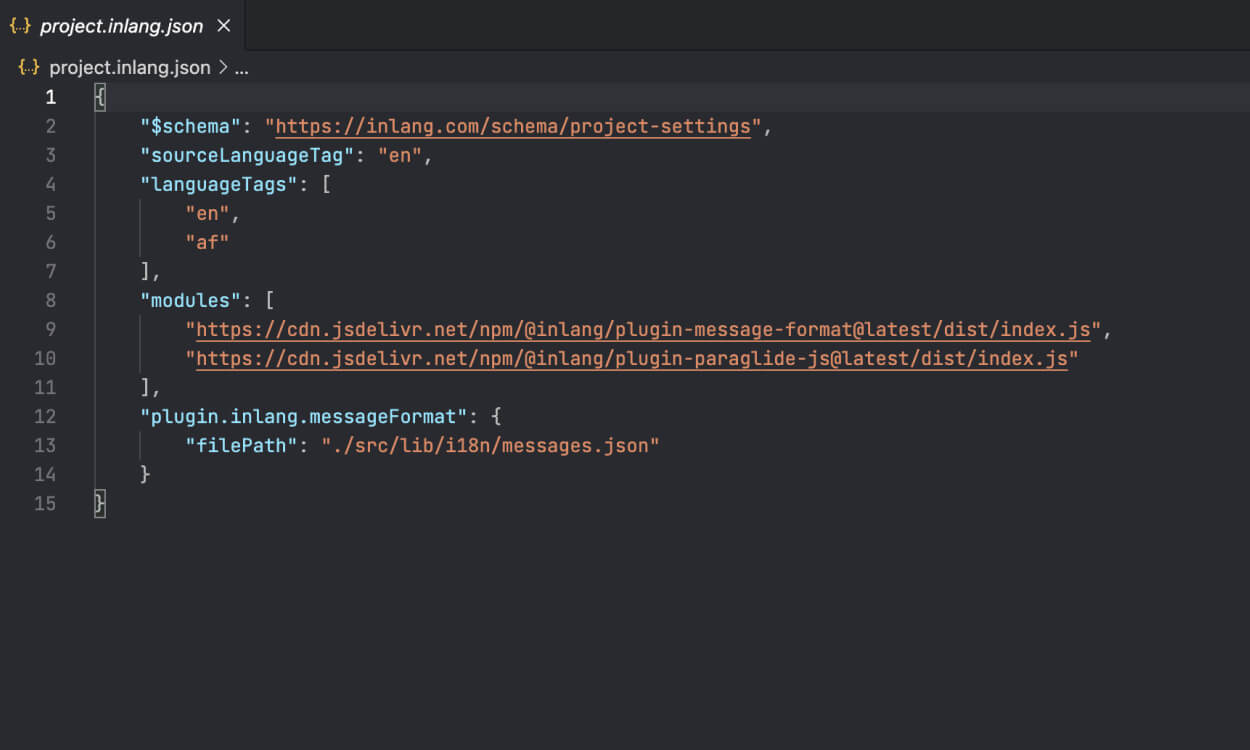 {..} project.inlang.json ×
{..} project.inlang.json > ...
1 {
2 "$schema": "https://inlang.com/schema/project-settings",
3 "sourceLanguageTag": "en",
4 "languageTags": [
5 "en",
6 "af"
7 ],
8 "modules": [
9 "https://cdn.jsdelivr.net/npm/@inlang/plugin-message-format@latest/dist/index.js",
10 "https://cdn.jsdelivr.net/npm/@inlang/plugin-paraglide-js@latest/dist/index.js"
11 ],
12 "plugin.inlang.messageFormat": {
13 "filePath": "./src/lib/i18n/messages.json"
14 }
15 }